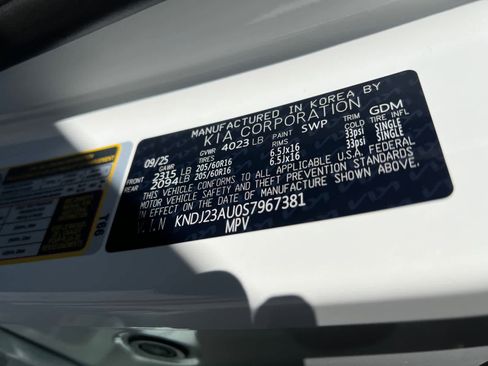 MANUFACTURED IN KOREA BY
KIA CORPORATION
09/25 GVWR 4023 LB PAINT SWP TRIM GDM
GAWR TIRES RIMS COLD TIRE INFL
FRONT 2315 LB 205/60R16 6.5Jx16 33psi SINGLE
REAR 2094 LB 205/60R16 6.5Jx16 33psi SINGLE
THIS VEHICLE CONFORMS TO ALL APPLICABLE U.S.A. FEDERAL
MOTOR VEHICLE SAFETY AND THEFT PREVENTION STANDARDS
IN EFFECT ON THE DATE OF MANUFACTURE SHOWN ABOVE.
V.I.N KNDJ23AU0S7967381
MPV
T68